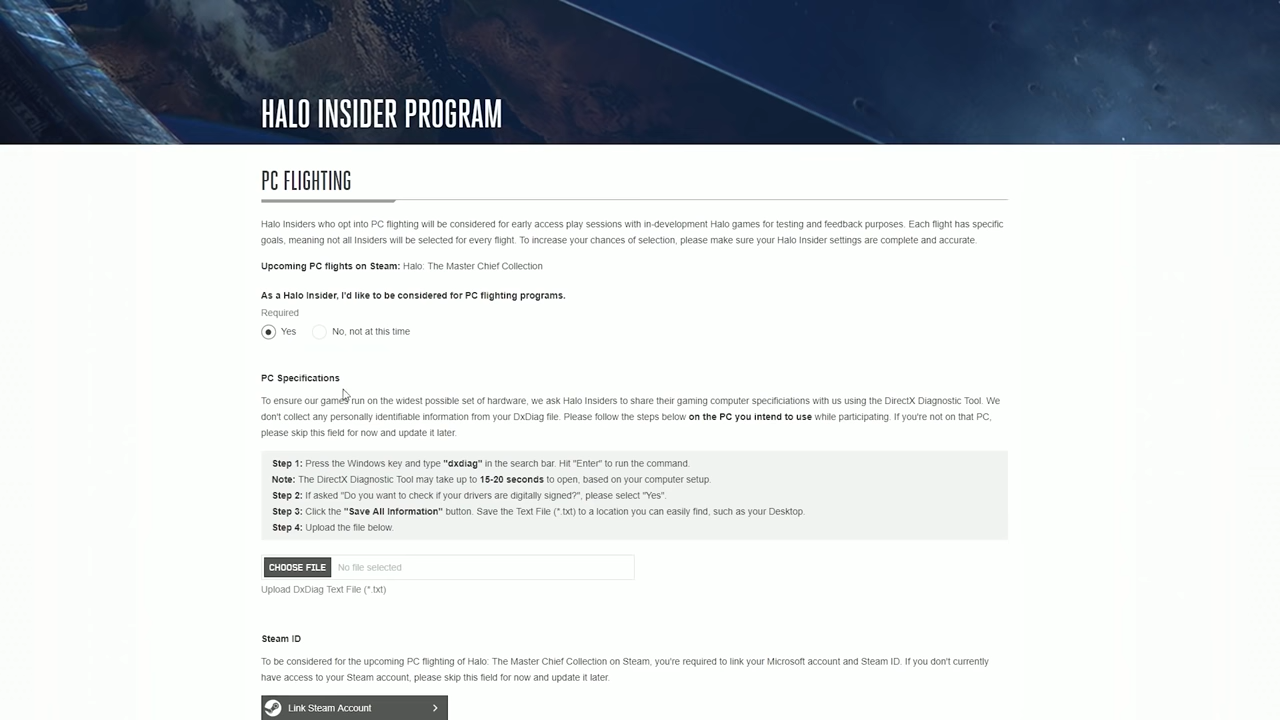 HALO INSIDER PROGRAM
PC FLIGHTING
Halo Insiders who opt into PC flighting will be considered for early access play sessions with in-development Halo games for testing and feedback purposes. Each flight has specific
goals, meaning not all Insiders will be selected for every flight. To increase your chances of selection, please make sure your Halo Insider settings are complete and accurate.
Upcoming PC flights on Steam: Halo: The Master Chief Collection
As a Halo Insider, I'd like to be considered for PC flighting programs.
Required
Yes No, not at this time
PC Specifications
To ensure our games run on the widest possible set of hardware, we ask Halo Insiders to share their gaming computer specificiations with us using the DirectX Diagnostic Tool. We
don't collect any personally identifiable information from your DxDiag file. Please follow the steps below on the PC you intend to use while participating. If you're not on that PC,
please skip this field for now and update it later.
Step 1: Press the Windows key and type "dxdiag" in the search bar. Hit "Enter" to run the command.
Note: The DirectX Diagnostic Tool may take up to 15-20 seconds to open, based on your computer setup.
Step 2: If asked "Do you want to check if your drivers are digitally signed?", please select "Yes".
Step 3: Click the "Save All Information" button. Save the Text File (*.txt) to a location you can easily find, such as your Desktop.
Step 4: Upload the file below.
CHOOSE FILE No file selected
Upload DxDiag Text File (*.txt)
Steam ID
To be considered for the upcoming PC flighting of Halo: The Master Chief Collection on Steam, you're required to link your Microsoft account and Steam ID. If you don't currently
have access to your Steam account, please skip this field for now and update it later.
Link Steam Account